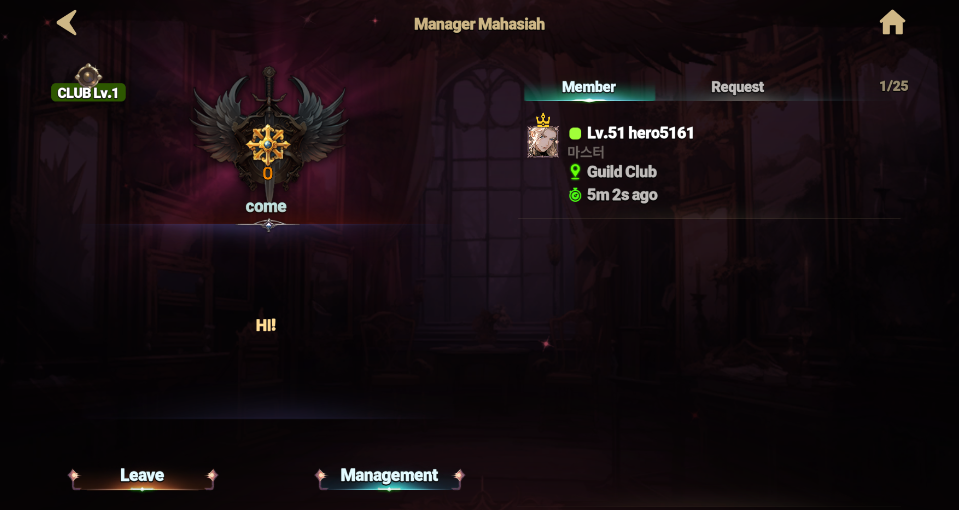 Manager Mahasiah
CLUB Lv.1
0
come
HI!
Leave
Management
Member
Request
1/25
Lv.51 hero5161
마스터
Guild Club
5m 2s ago